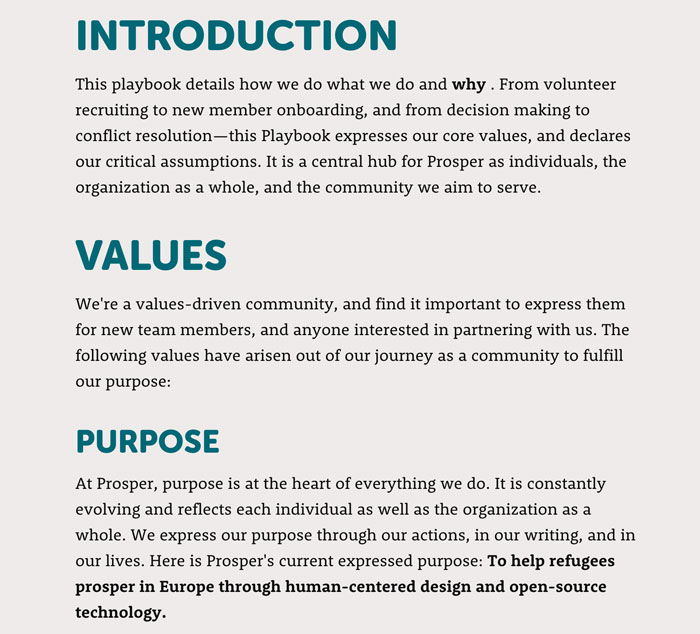 INTRODUCTION
This playbook details how we do what we do and why . From volunteer
recruiting to new member onboarding, and from decision making to
conflict resolution—this Playbook expresses our core values, and declares
our critical assumptions. It is a central hub for Prosper as individuals, the
organization as a whole, and the community we aim to serve.
VALUES
We're a values-driven community, and find it important to express them
for new team members, and anyone interested in partnering with us. The
following values have arisen out of our journey as a community to fulfill
our purpose:
PURPOSE
At Prosper, purpose is at the heart of everything we do. It is constantly
evolving and reflects each individual as well as the organization as a
whole. We express our purpose through our actions, in our writing, and in
our lives. Here is Prosper's current expressed purpose: To help refugees
prosper in Europe through human-centered design and open-source
technology.